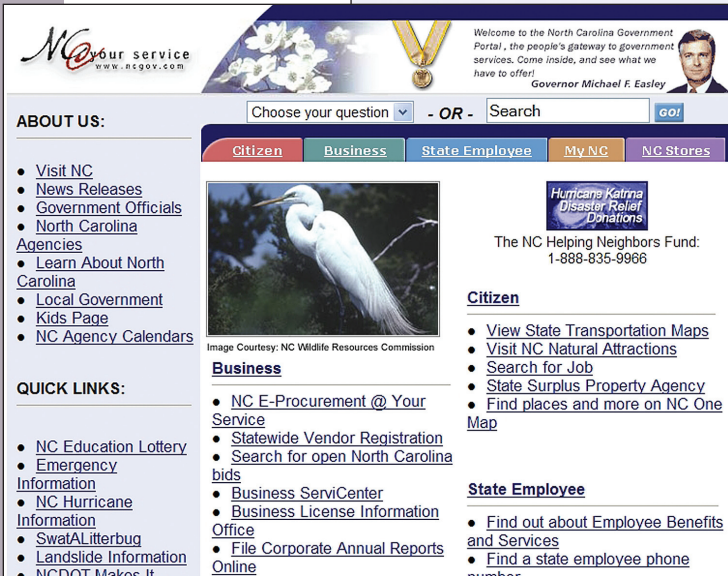 NC@your service
www.ncgov.com
Welcome to the North Carolina Government
Portal , the people's gateway to government
services. Come inside, and see what we
have to offer!
Governor Michael F. Easley
Choose your question
- OR -
Search
GO!
Citizen
Business
State Employee
My NC
NC Stores
ABOUT US:
● Visit NC
● News Releases
● Government Officials
● North Carolina
Agencies
● Learn About North
Carolina
● Local Government
● Kids Page
● NC Agency Calendars
QUICK LINKS:
● NC Education Lottery
● Emergency
Information
● NC Hurricane
Information
● SwatALitterbug
● Landslide Information
● NCDOT Makes It
Image Courtesy: NC Wildlife Resources Commission
Business
● NC E-Procurement @ Your
Service
● Statewide Vendor Registration
● Search for open North Carolina
bids
● Business ServiCenter
● Business License Information
Office
● File Corporate Annual Reports
Online
Hurricane Katrina
Disaster Relief
Donations
The NC Helping Neighbors Fund:
1-888-835-9966
Citizen
● View State Transportation Maps
● Visit NC Natural Attractions
● Search for Job
● State Surplus Property Agency
● Find places and more on NC One
Map
State Employee
● Find out about Employee Benefits
and Services
● Find a state employee phone
number